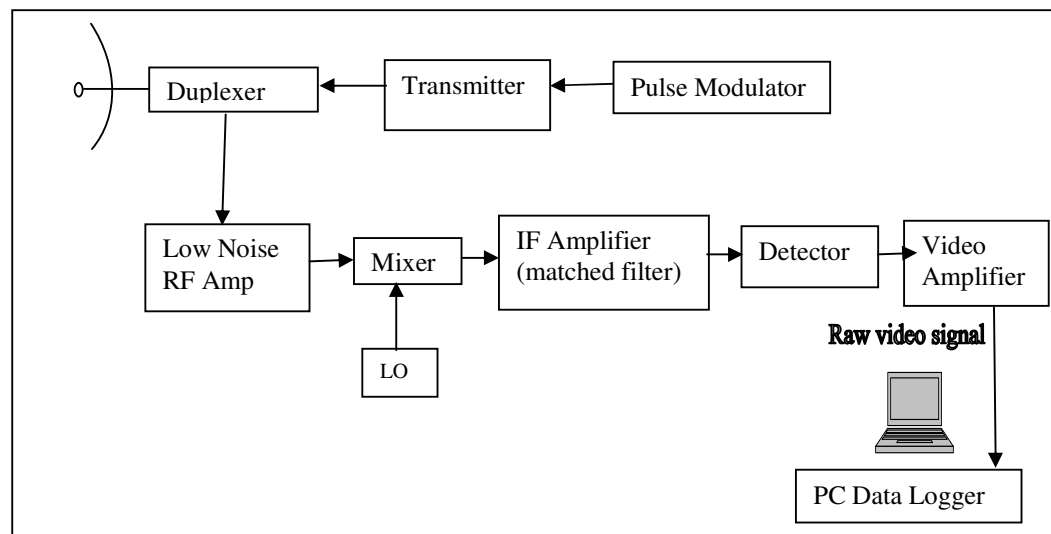 Duplexer
Transmitter
Pulse Modulator
Low Noise
RF Amp
Mixer
IF Amplifier
(matched filter)
Detector
Video
Amplifier
LO
Raw video signal
PC Data Logger